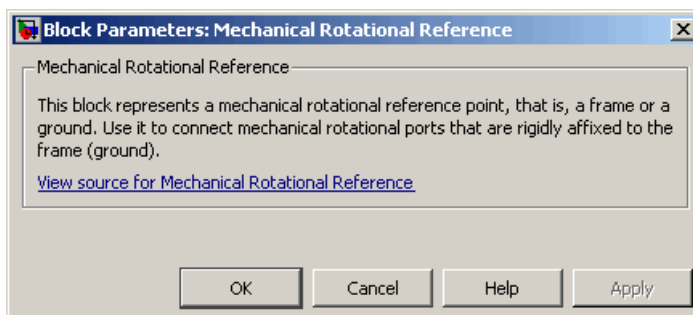 Block Parameters: Mechanical Rotational Reference
Mechanical Rotational Reference
This block represents a mechanical rotational reference point, that is, a frame or a
ground. Use it to connect mechanical rotational ports that are rigidly affixed to the
frame (ground).
View source for Mechanical Rotational Reference
OK Cancel Help Apply